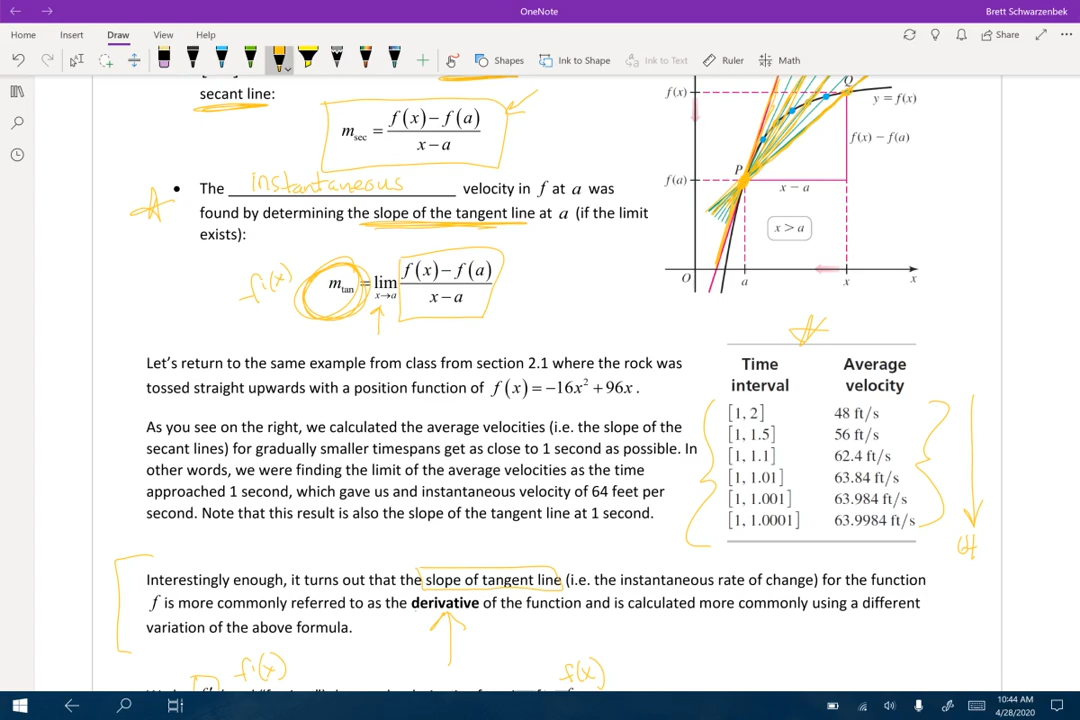 OneNote
Brett Schwarzenbek
Home Insert Draw View Help
Share
Shapes Ink to Shape Ink to Text Ruler Math
secant line:
m_sec = f(x) − f(a) / x − a
• The instantaneous velocity in f at a was
found by determining the slope of the tangent line at a (if the limit
exists):
f'(x) m_tan = lim x→a f(x) − f(a) / x − a
f(x)
Q
y = f(x)
f(x) − f(a)
P
f(a)
x − a
x > a
O a x x
Let's return to the same example from class from section 2.1 where the rock was
tossed straight upwards with a position function of f(x) = −16x² + 96x .
As you see on the right, we calculated the average velocities (i.e. the slope of the
secant lines) for gradually smaller timespans get as close to 1 second as possible. In
other words, we were finding the limit of the average velocities as the time
approached 1 second, which gave us and instantaneous velocity of 64 feet per
second. Note that this result is also the slope of the tangent line at 1 second.
Time Average
interval velocity
[1, 2] 48 ft/s
[1, 1.5] 56 ft/s
[1, 1.1] 62.4 ft/s
[1, 1.01] 63.84 ft/s
[1, 1.001] 63.984 ft/s
[1, 1.0001] 63.9984 ft/s
64
Interestingly enough, it turns out that the slope of tangent line (i.e. the instantaneous rate of change) for the function
f is more commonly referred to as the derivative of the function and is calculated more commonly using a different
variation of the above formula.
f'(x) f(x)
10:44 AM
4/28/2020